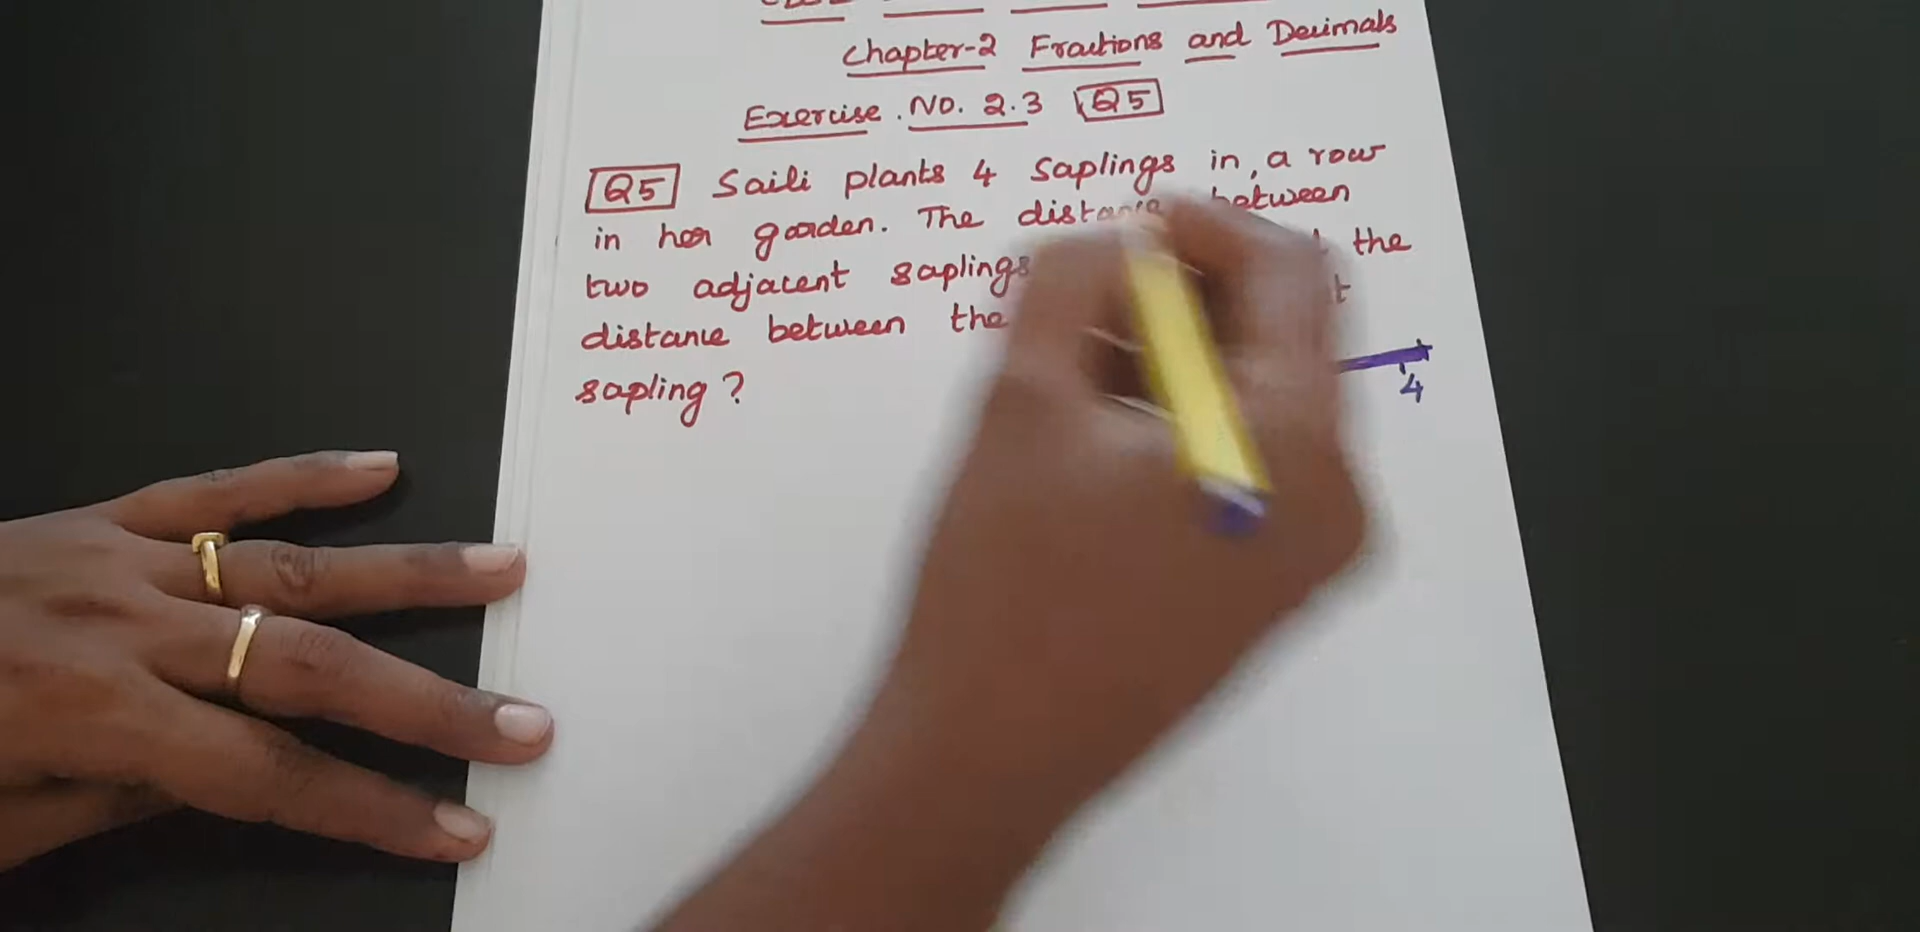 Chapter-2 Fractions and Decimals
Exercise. No. 2.3 Q5
Q5 Saili plants 4 saplings in a row
in her garden. The distance between
two adjacent saplings the
distance between the
sapling?
4